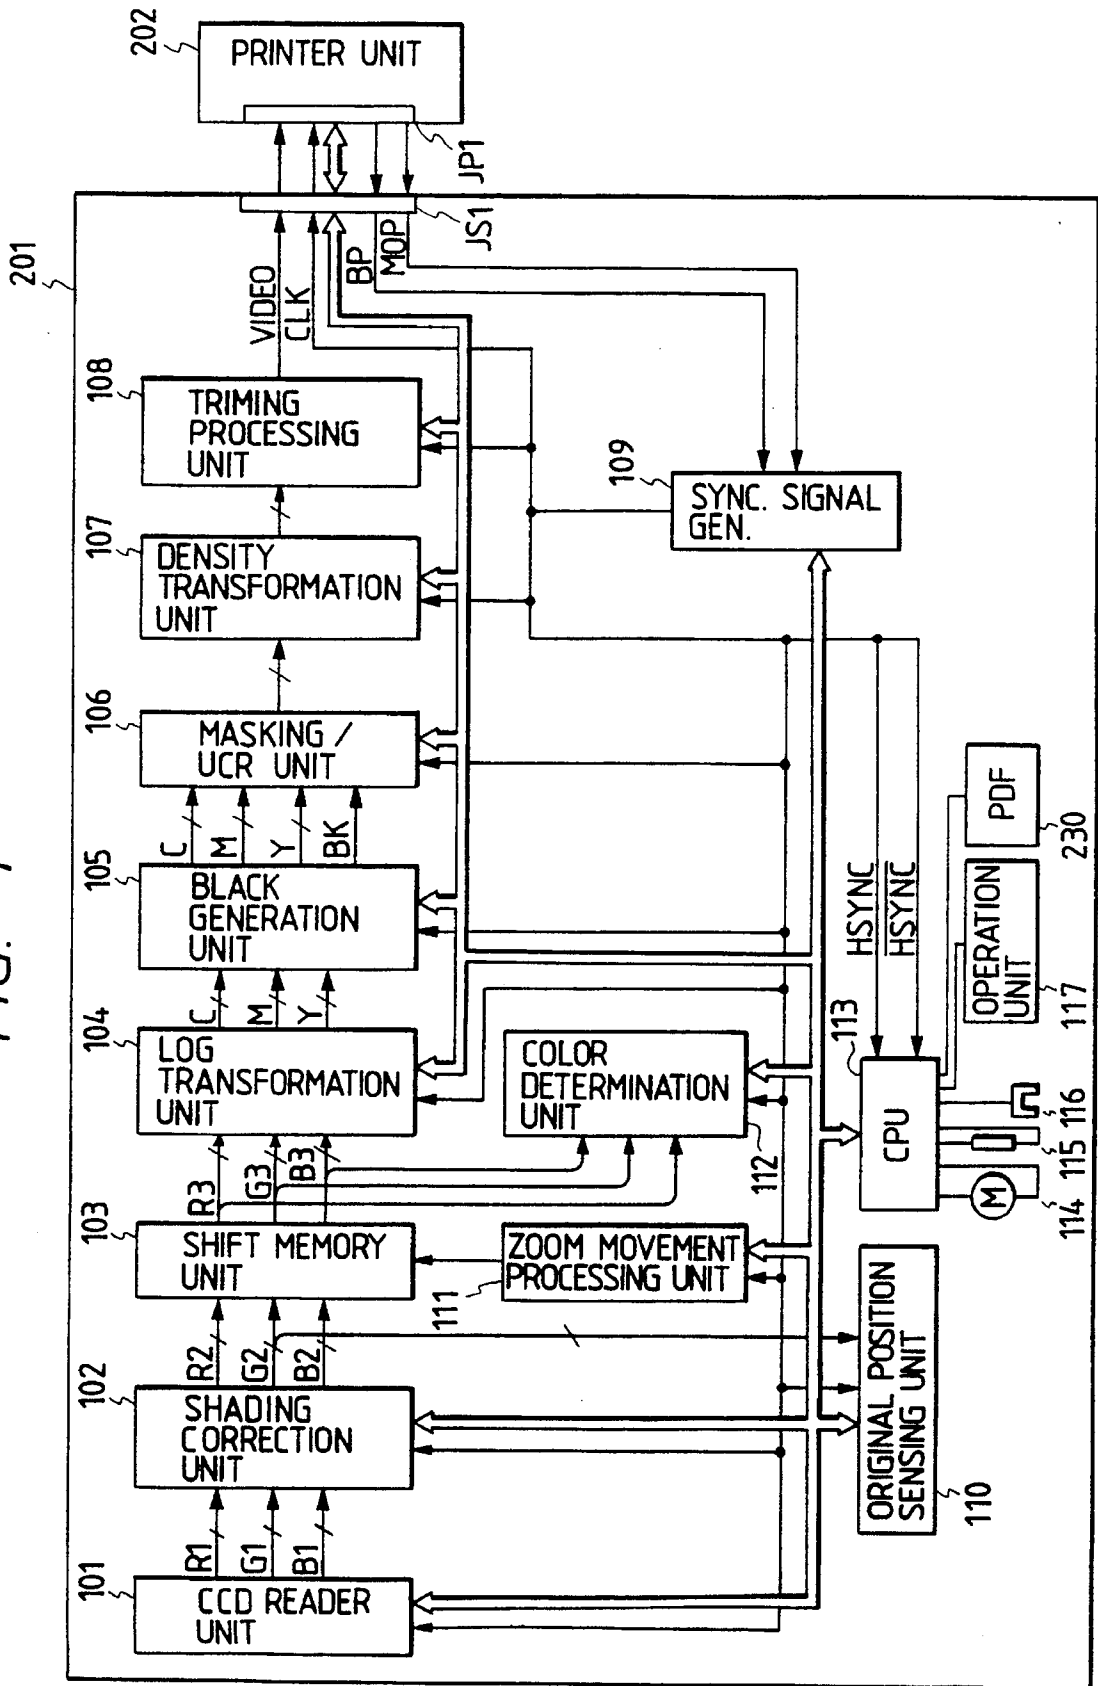 FIG. 1
201
202
PRINTER UNIT
JP1
JS1
VIDEO
CLK
BP
MOP
101
CCD READER
UNIT
R1
G1
B1
102
SHADING
CORRECTION
UNIT
R2
G2
B2
103
SHIFT MEMORY
UNIT
R3
G3
B3
104
LOG
TRANSFORMATION
UNIT
C
M
Y
105
BLACK
GENERATION
UNIT
C
M
Y
BK
106
MASKING /
UCR UNIT
107
DENSITY
TRANSFORMATION
UNIT
108
TRIMING
PROCESSING
UNIT
111
ZOOM MOVEMENT
PROCESSING UNIT
112
COLOR
DETERMINATION
UNIT
109
SYNC. SIGNAL
GEN.
110
ORIGINAL POSITION
SENSING UNIT
113
CPU
HSYNC
HSYNC
M
114
115
116
OPERATION
UNIT
117
PDF
230